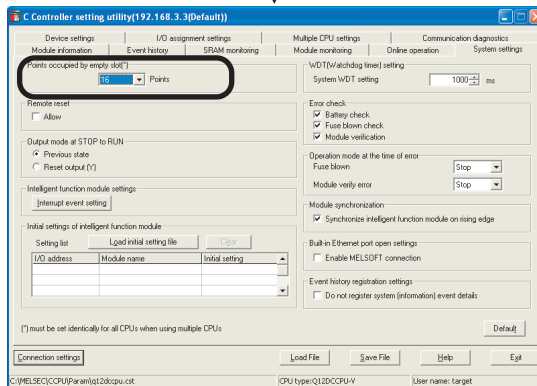 C Controller setting utility(192.168.3.3(Default))
Device settings
I/O assignment settings
Multiple CPU settings
Communication diagnostics
Module information
Event history
SRAM monitoring
Module monitoring
Online operation
System settings
Points occupied by empty slot(*)
16
Points
Remote reset
Allow
Output mode at STOP to RUN
Previous state
Reset output (Y)
Intelligent function module settings
Interrupt event setting
Initial settings of intelligent function module
Setting list
Load initial setting file
Clear
I/O address
Module name
Initial setting
WDT(Watchdog timer) setting
System WDT setting
1000
ms
Error check
Battery check
Fuse blown check
Module verification
Operation mode at the time of error
Fuse blown
Stop
Module verify error
Stop
Module synchronization
Synchronize intelligent function module on rising edge
Built-in Ethernet port open settings
Enable MELSOFT connection
Event history registration settings
Do not register system (information) event details
(*) must be set identically for all CPUs when using multiple CPUs
Default
Connection settings
Load File
Save File
Help
Exit
C:\MELSEC\CCPU\Param\q12dccpu.cst
CPU type:Q12DCCPU-V
User name: target